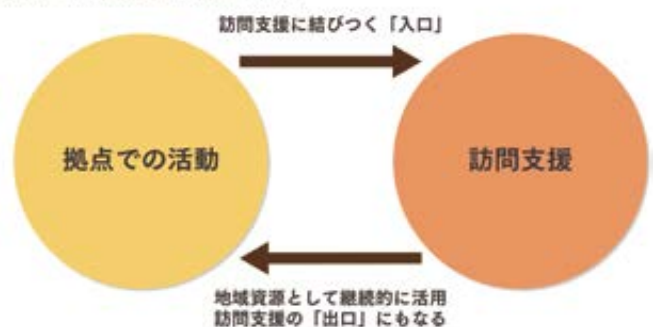 訪問支援に結びつく「入口」
拠点での活動
訪問支援
地域資源として継続的に活用
訪問支援の「出口」にもなる